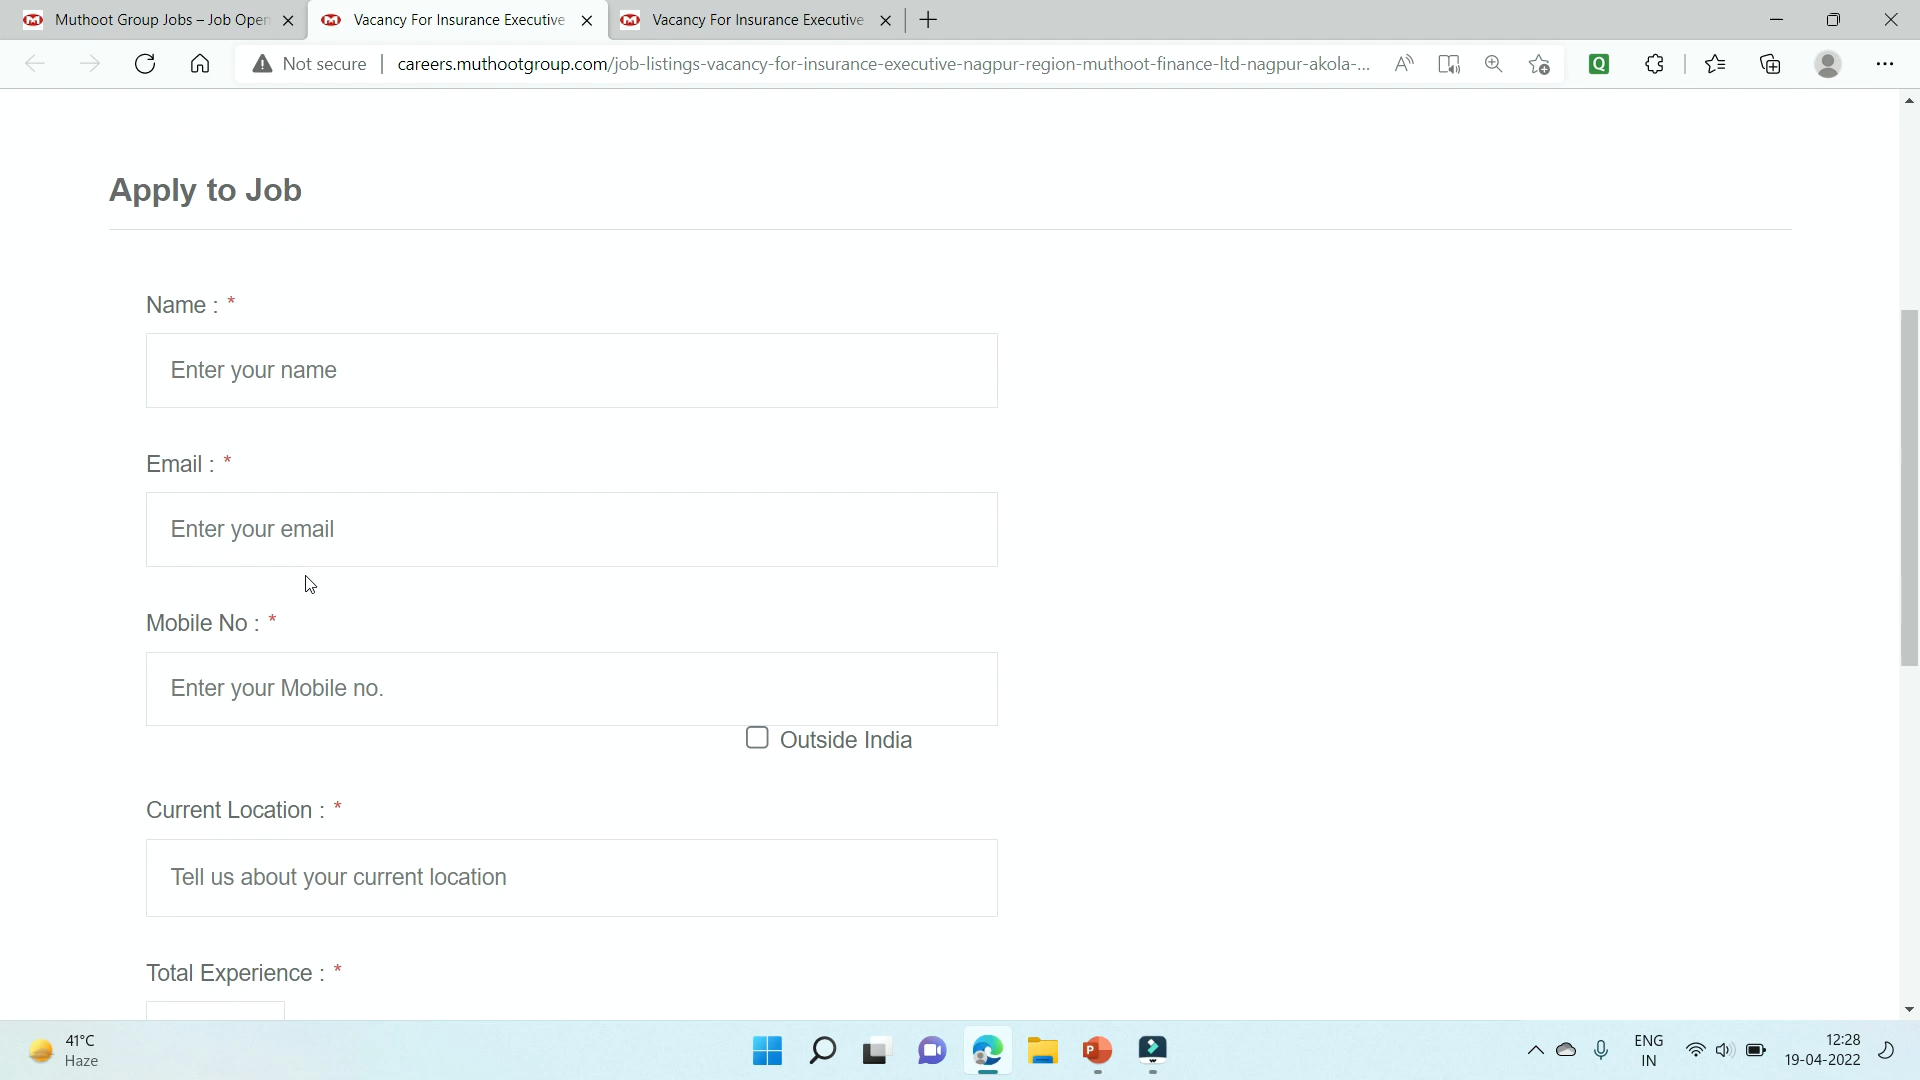 Muthoot Group Jobs – Job Open
Vacancy For Insurance Executive
Vacancy For Insurance Executive
Not secure
careers.muthootgroup.com/job-listings-vacancy-for-insurance-executive-nagpur-region-muthoot-finance-ltd-nagpur-akola-...
Apply to Job
Name : *
Enter your name
Email : *
Enter your email
Mobile No : *
Enter your Mobile no.
Outside India
Current Location : *
Tell us about your current location
Total Experience : *
41°C
Haze
ENG
IN
12:28
19-04-2022